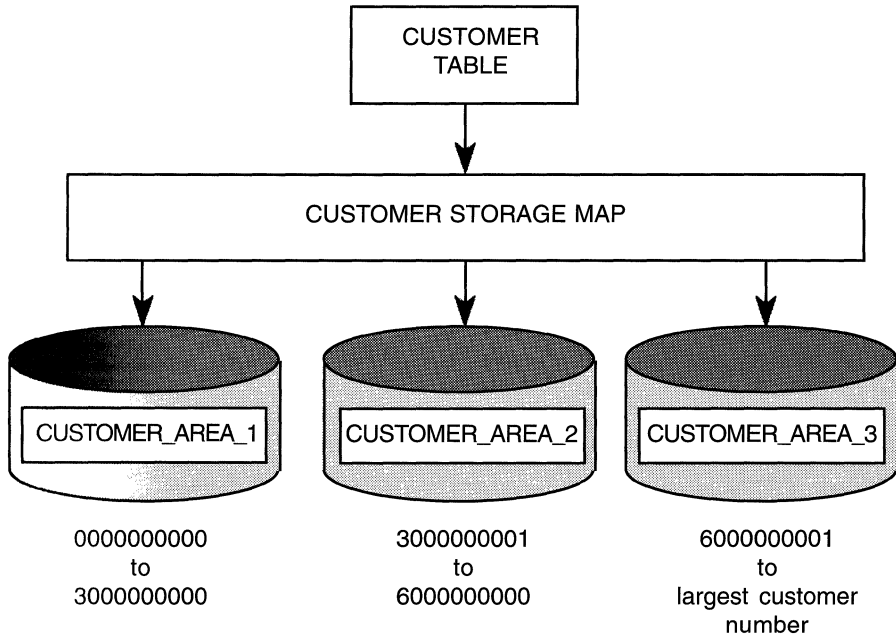 CUSTOMER
TABLE
CUSTOMER STORAGE MAP
CUSTOMER_AREA_1
CUSTOMER_AREA_2
CUSTOMER_AREA_3
0000000000
to
3000000000
3000000001
to
6000000000
6000000001
to
largest customer
number